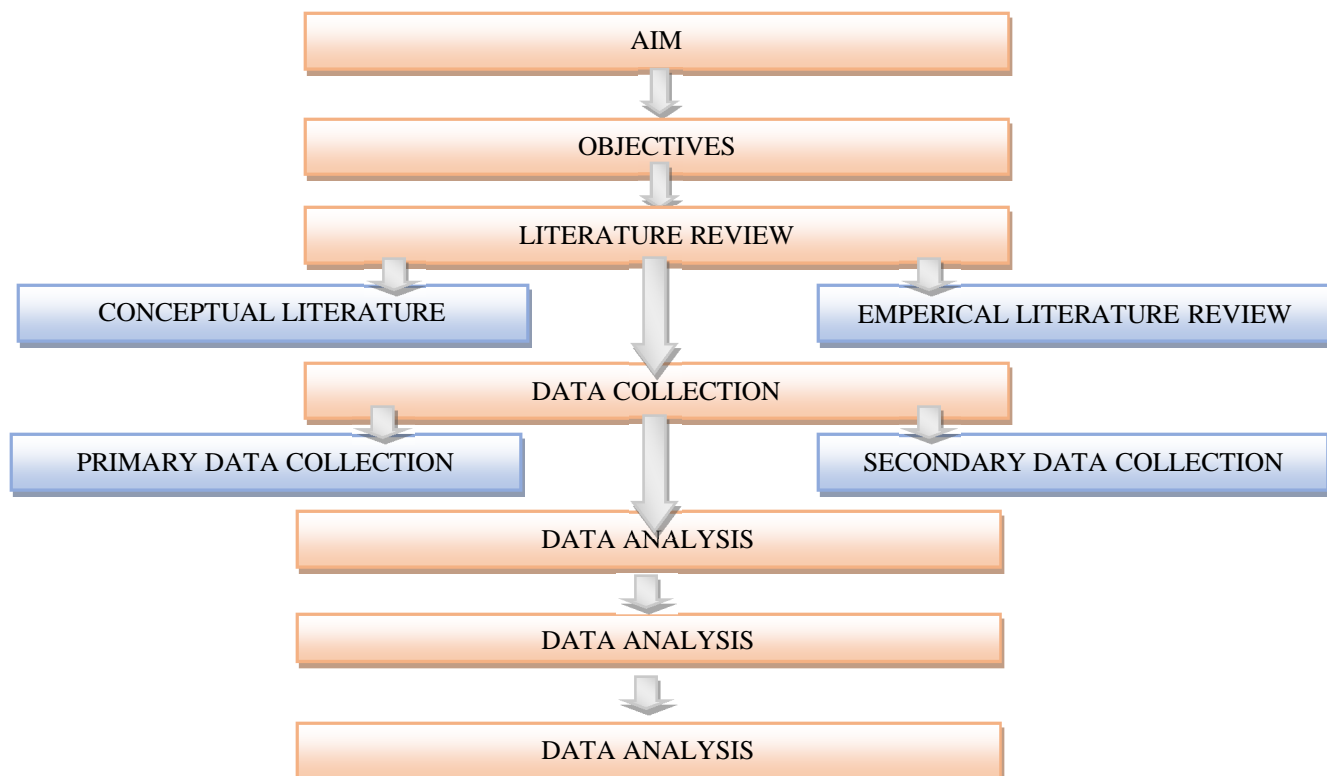 AIM
OBJECTIVES
LITERATURE REVIEW
CONCEPTUAL LITERATURE
EMPERICAL LITERATURE REVIEW
DATA COLLECTION
PRIMARY DATA COLLECTION
SECONDARY DATA COLLECTION
DATA ANALYSIS
DATA ANALYSIS
DATA ANALYSIS